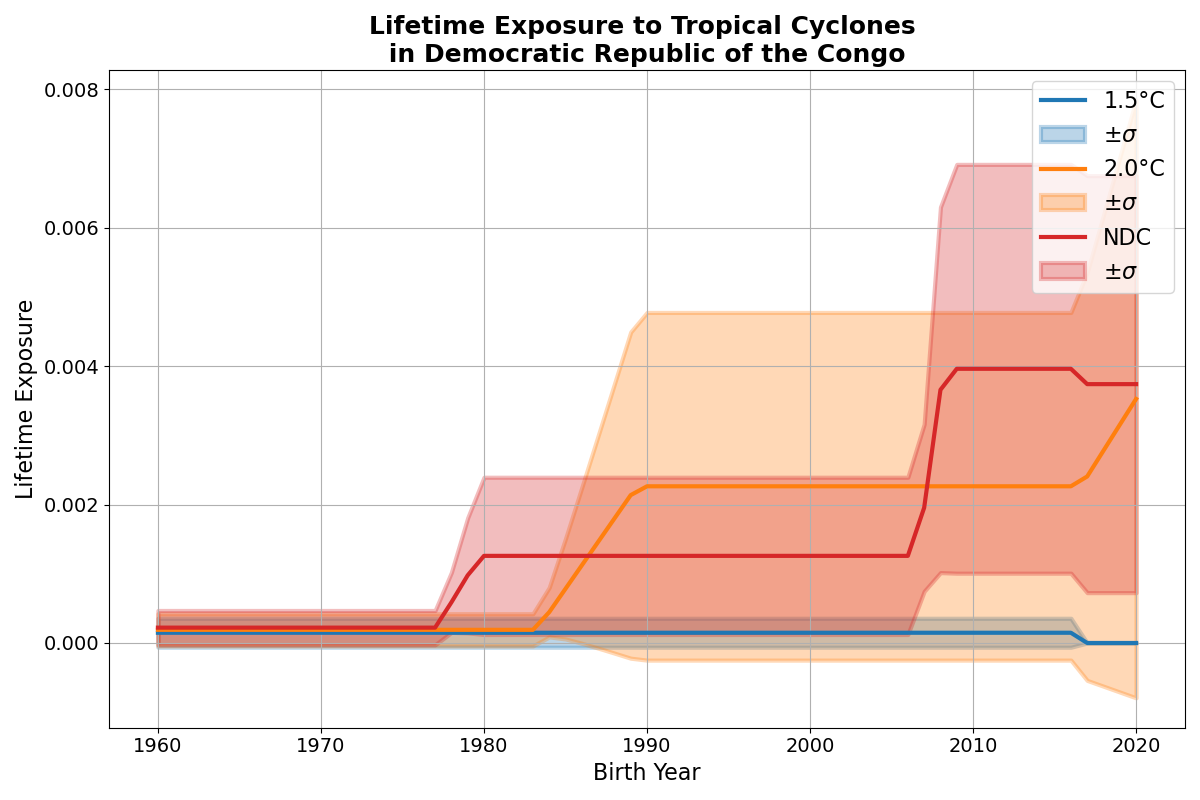 Lifetime Exposure to Tropical Cyclones
in Democratic Republic of the Congo
Lifetime Exposure
0.008
0.006
0.004
0.002
0.000
1.5°C
±σ
2.0°C
±σ
NDC
±σ
1960 1970 1980 1990 2000 2010 2020
Birth Year